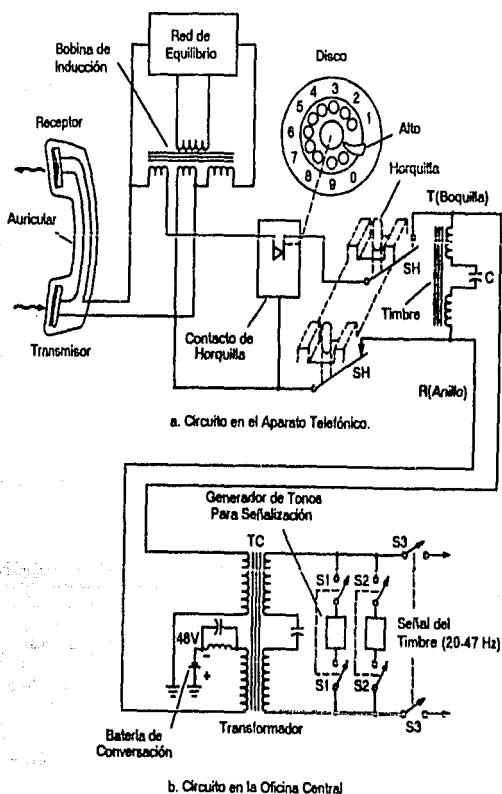 Red de
Equilibrio
Bobina de
Inducción
Disco
5
4
3
2
1
6
7
8
9
0
Alto
Receptor
Horquilla
T(Boquilla)
Auricular
SH
C
Timbre
Transmisor
Contacto de
Horquilla
SH
R(Anillo)
a. Circuito en el Aparato Telefónico.
Generador de Tonos
Para Señalización
TC
S3
S1
S2
48V
-
+
Señal del
Timbre (20-47 Hz)
S1
S2
S3
Batería de
Conversación
Transformador
b. Circuito en la Oficina Central